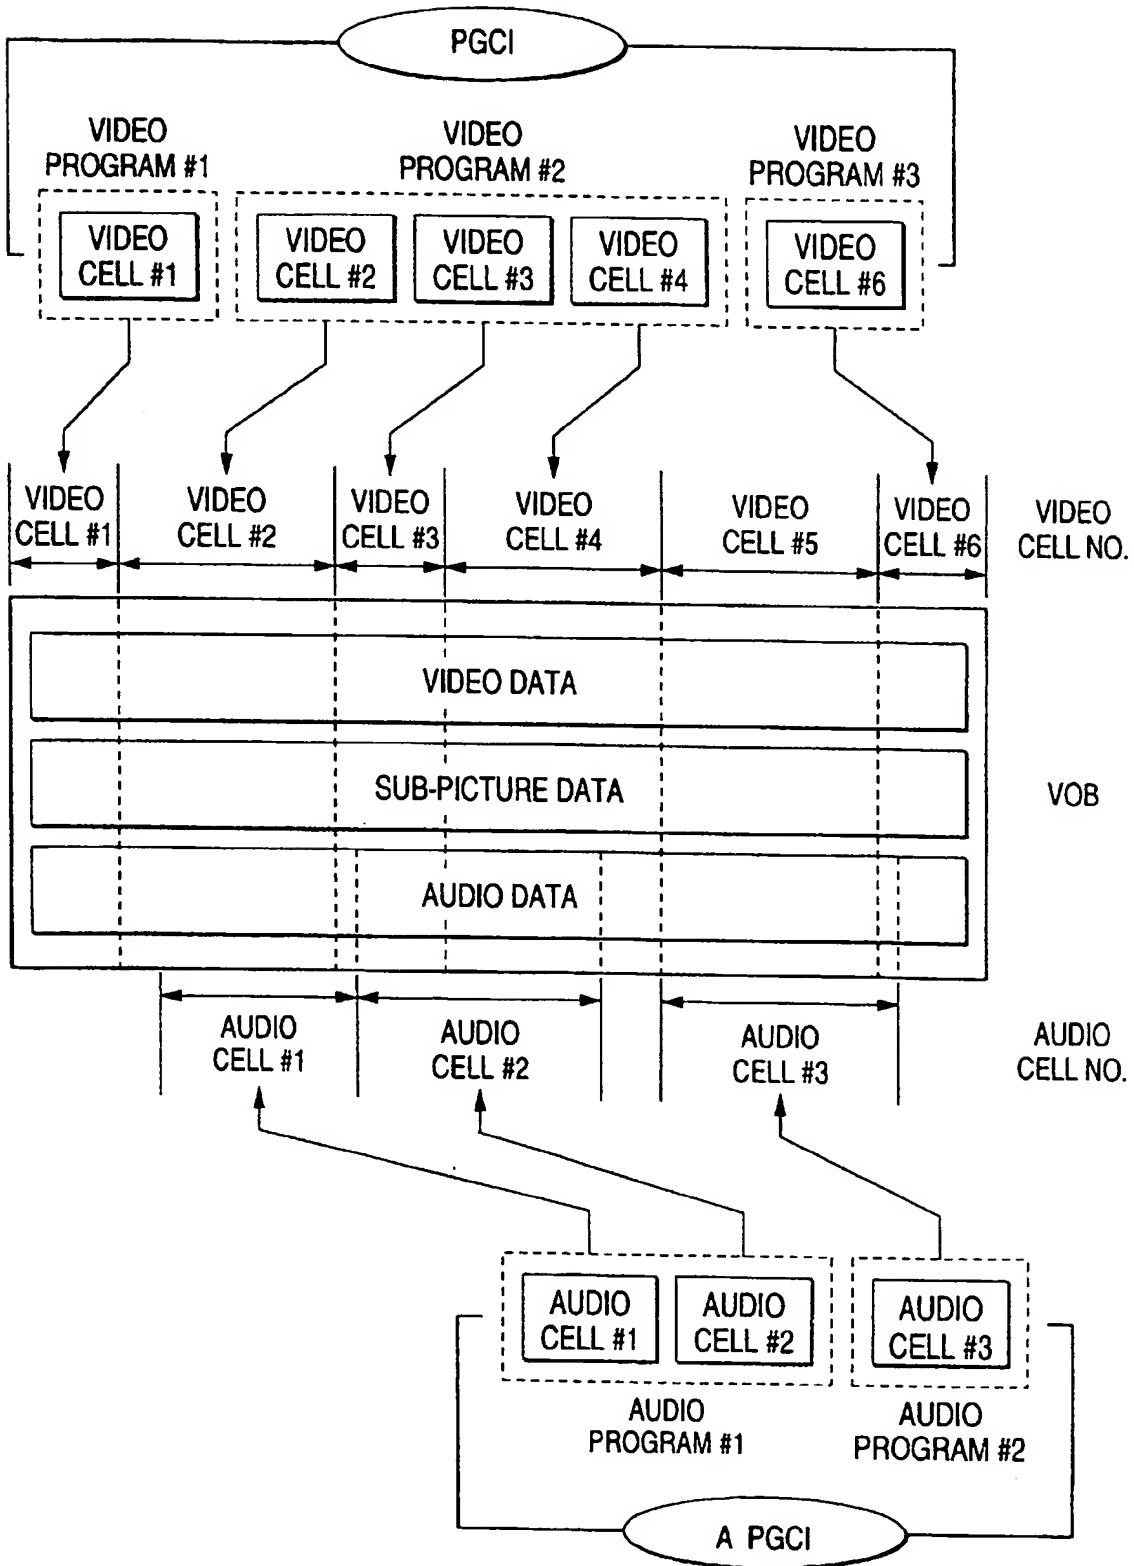 PGCI
VIDEO
PROGRAM #1
VIDEO
PROGRAM #2
VIDEO
PROGRAM #3
VIDEO
CELL #1
VIDEO
CELL #2
VIDEO
CELL #3
VIDEO
CELL #4
VIDEO
CELL #6
VIDEO
CELL #1
VIDEO
CELL #2
VIDEO
CELL #3
VIDEO
CELL #4
VIDEO
CELL #5
VIDEO
CELL #6
VIDEO
CELL NO.
VIDEO DATA
SUB-PICTURE DATA
VOB
AUDIO DATA
AUDIO
CELL #1
AUDIO
CELL #2
AUDIO
CELL #3
AUDIO
CELL NO.
AUDIO
CELL #1
AUDIO
CELL #2
AUDIO
CELL #3
AUDIO
PROGRAM #1
AUDIO
PROGRAM #2
A PGCI